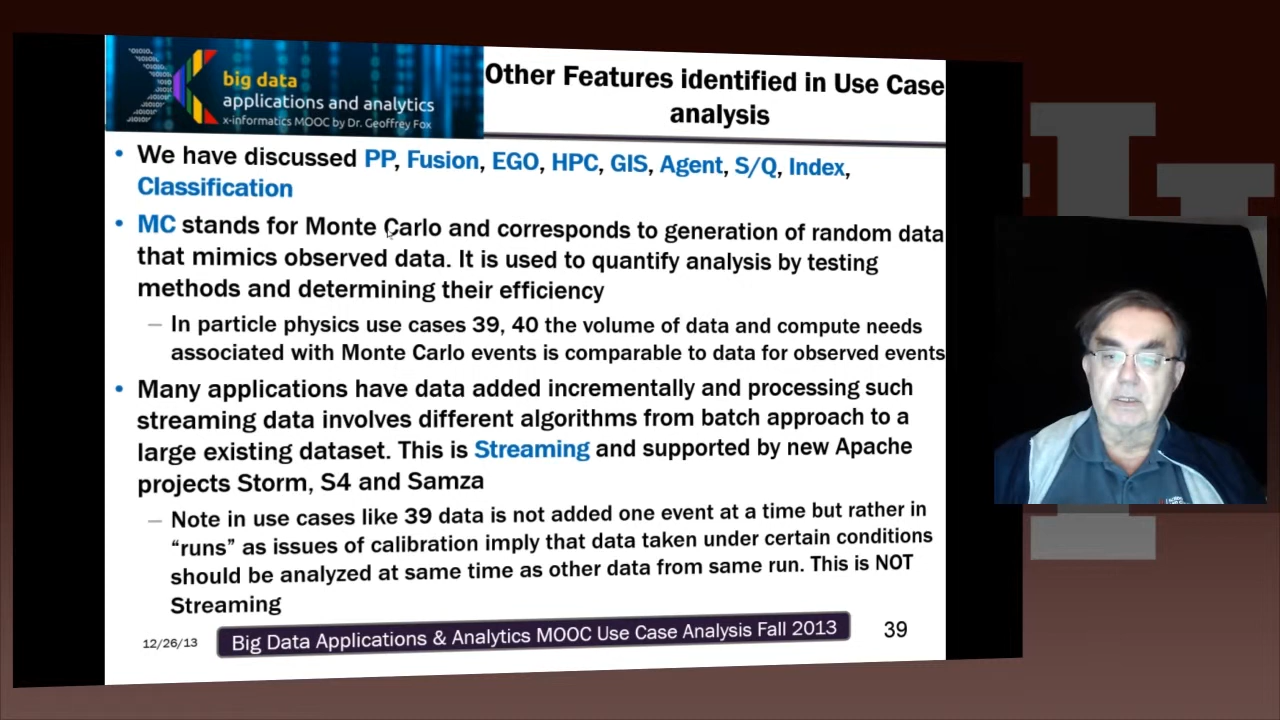 big data
applications and analytics
x-informatics MOOC by Dr. Geoffrey Fox
Other Features identified in Use Case
analysis
• We have discussed PP, Fusion, EGO, HPC, GIS, Agent, S/Q, Index,
Classification
• MC stands for Monte Carlo and corresponds to generation of random data
that mimics observed data. It is used to quantify analysis by testing
methods and determining their efficiency
– In particle physics use cases 39, 40 the volume of data and compute needs
associated with Monte Carlo events is comparable to data for observed events
• Many applications have data added incrementally and processing such
streaming data involves different algorithms from batch approach to a
large existing dataset. This is Streaming and supported by new Apache
projects Storm, S4 and Samza
– Note in use cases like 39 data is not added one event at a time but rather in
“runs” as issues of calibration imply that data taken under certain conditions
should be analyzed at same time as other data from same run. This is NOT
Streaming
12/26/13
Big Data Applications & Analytics MOOC Use Case Analysis Fall 2013
39